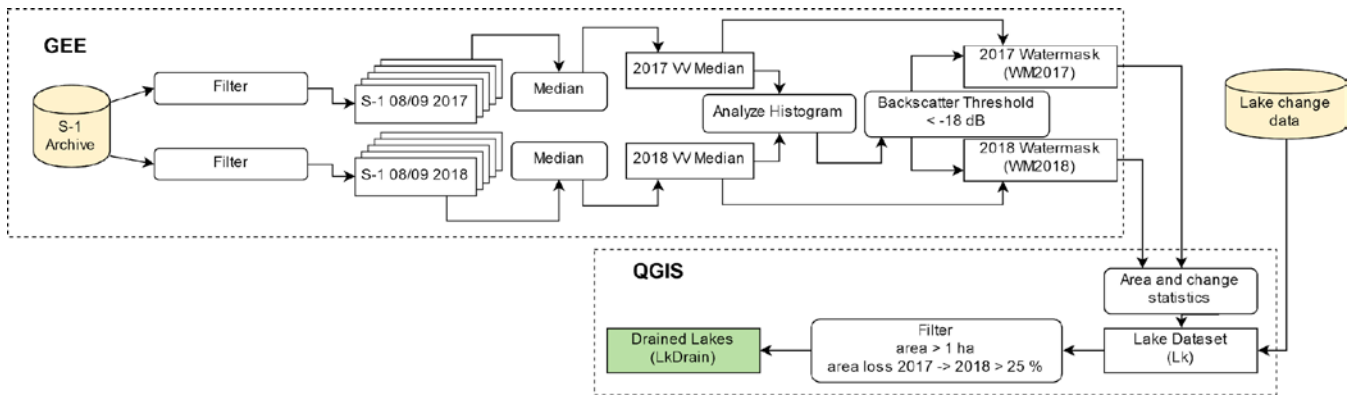 GEE
S-1
Archive
Filter
Filter
S-1 08/09 2017
S-1 08/09 2018
Median
Median
2017 VV Median
2018 VV Median
Analyze Histogram
Backscatter Threshold
< -18 dB
2017 Watermask
(WM2017)
2018 Watermask
(WM2018)
Lake change
data
QGIS
Area and change
statistics
Lake Dataset
(Lk)
Filter
area > 1 ha
area loss 2017 -> 2018 > 25 %
Drained Lakes
(LkDrain)